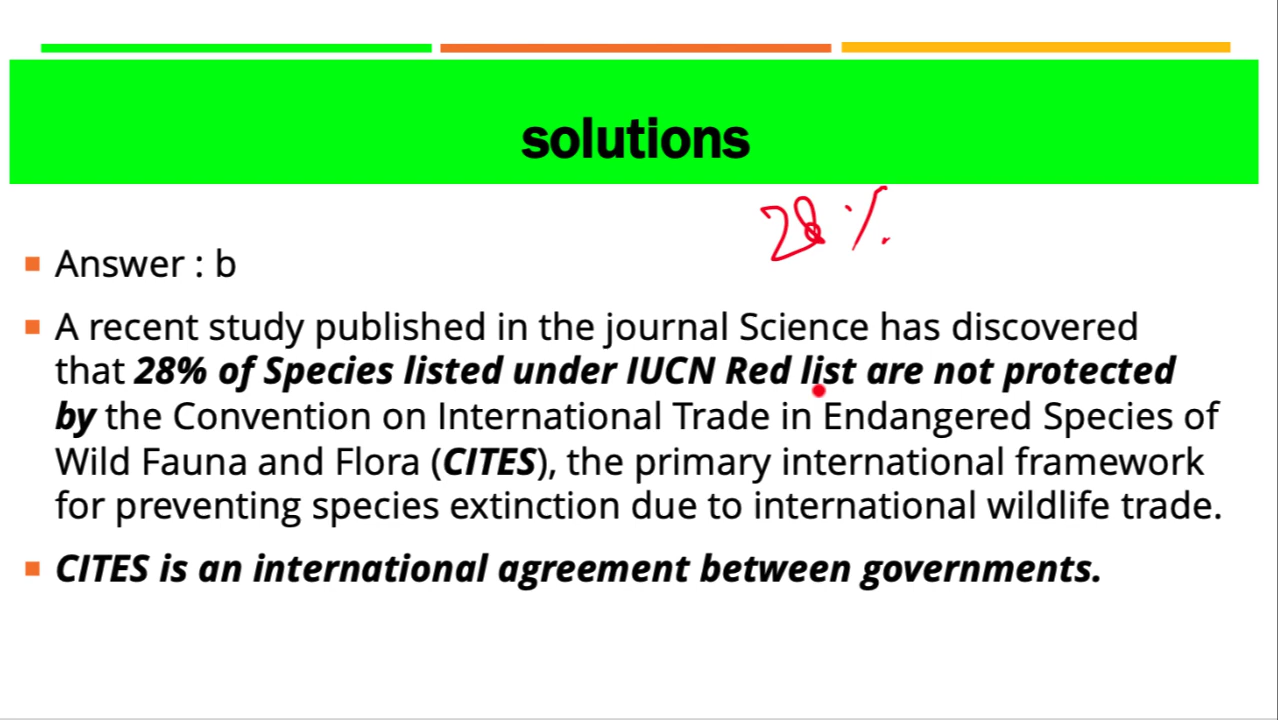 solutions
28%
Answer : b
A recent study published in the journal Science has discovered
that 28% of Species listed under IUCN Red list are not protected
by the Convention on International Trade in Endangered Species of
Wild Fauna and Flora (CITES), the primary international framework
for preventing species extinction due to international wildlife trade.
CITES is an international agreement between governments.